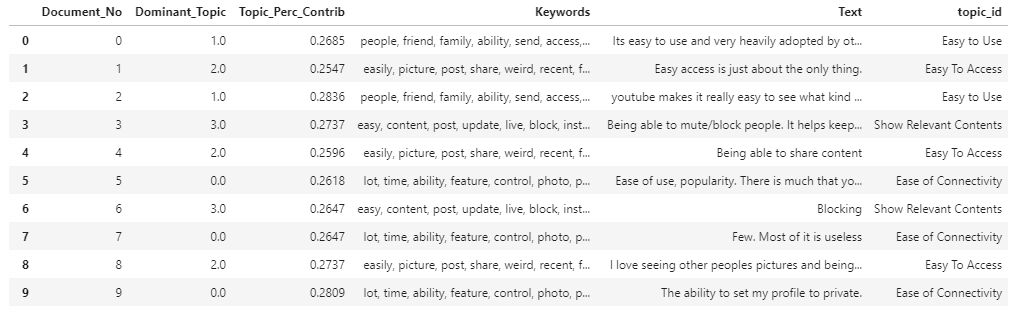 Document_No Dominant_Topic Topic_Perc_Contrib Keywords Text topic_id
0 0 1.0 0.2685 people, friend, family, ability, send, access,... Its easy to use and very heavily adopted by ot... Easy to Use
1 1 2.0 0.2547 easily, picture, post, share, weird, recent, f... Easy access is just about the only thing. Easy To Access
2 2 1.0 0.2836 people, friend, family, ability, send, access,... youtube makes it really easy to see what kind ... Easy to Use
3 3 3.0 0.2737 easy, content, post, update, live, block, inst... Being able to mute/block people. It helps keep... Show Relevant Contents
4 4 2.0 0.2596 easily, picture, post, share, weird, recent, f... Being able to share content Easy To Access
5 5 0.0 0.2618 lot, time, ability, feature, control, photo, p... Ease of use, popularity. There is much that yo... Ease of Connectivity
6 6 3.0 0.2647 easy, content, post, update, live, block, inst... Blocking Show Relevant Contents
7 7 0.0 0.2647 lot, time, ability, feature, control, photo, p... Few. Most of it is useless Ease of Connectivity
8 8 2.0 0.2737 easily, picture, post, share, weird, recent, f... I love seeing other peoples pictures and being... Easy To Access
9 9 0.0 0.2809 lot, time, ability, feature, control, photo, p... The ability to set my profile to private. Ease of Connectivity